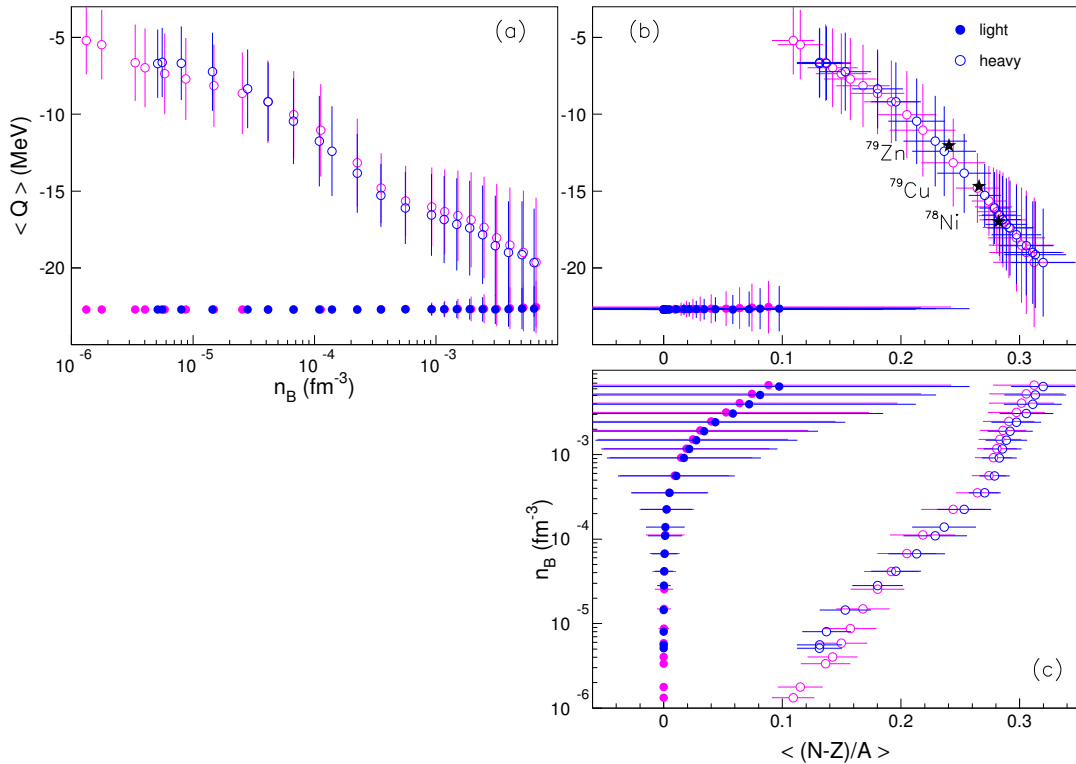 (a)
-5
-10
-15
-20
< Q > (MeV)
10⁻⁶
10⁻⁵
10⁻⁴
10⁻³
n_B (fm⁻³)
(b)
light
heavy
-5
-10
-15
-20
⁷⁹Zn
⁷⁹Cu
⁷⁸Ni
0
0.1
0.2
0.3
(c)
10⁻³
10⁻⁴
10⁻⁵
10⁻⁶
n_B (fm⁻³)
0
0.1
0.2
0.3
< (N-Z)/A >